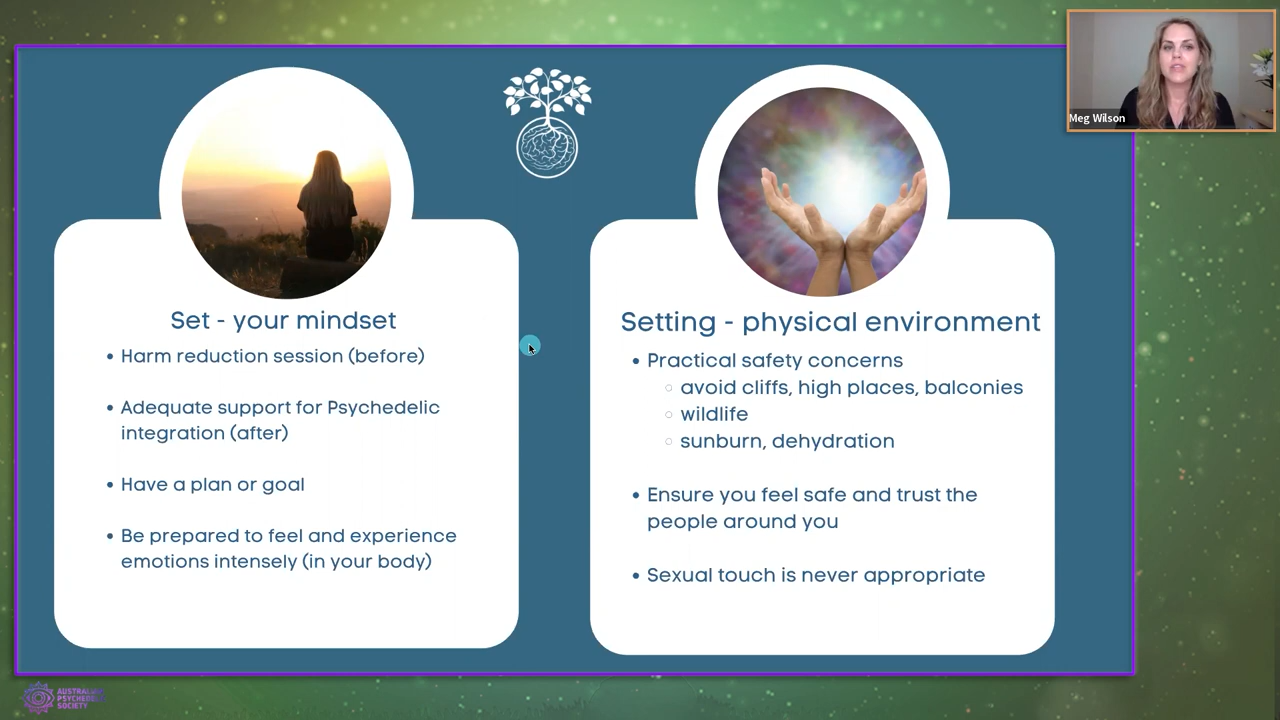 Meg Wilson
Set - your mindset
• Harm reduction session (before)
• Adequate support for Psychedelic
integration (after)
• Have a plan or goal
• Be prepared to feel and experience
emotions intensely (in your body)
Setting - physical environment
• Practical safety concerns
○ avoid cliffs, high places, balconies
○ wildlife
○ sunburn, dehydration
• Ensure you feel safe and trust the
people around you
• Sexual touch is never appropriate
SOCIETY